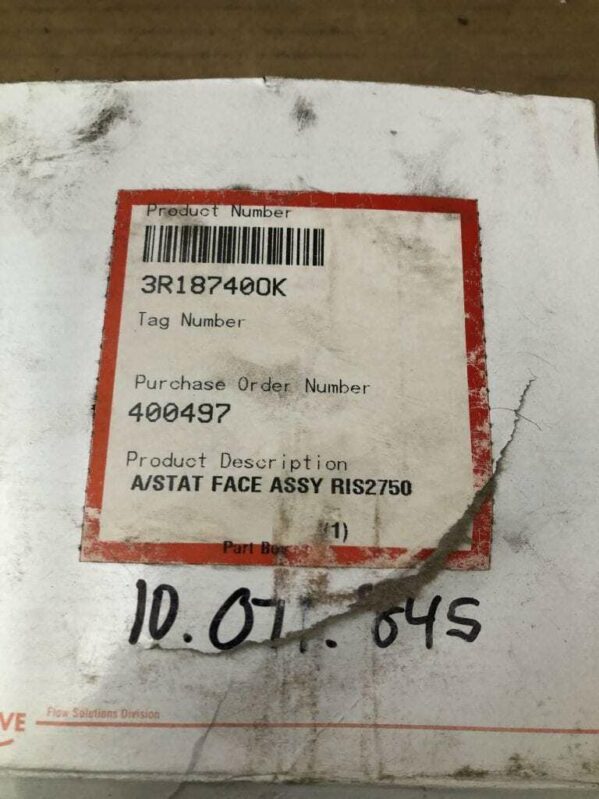 Product Number
3R187400K
Tag Number
Purchase Order Number
400497
Product Description
A/STAT FACE ASSY RIS2750
(1)
Part
VE
Flow Solutions Division